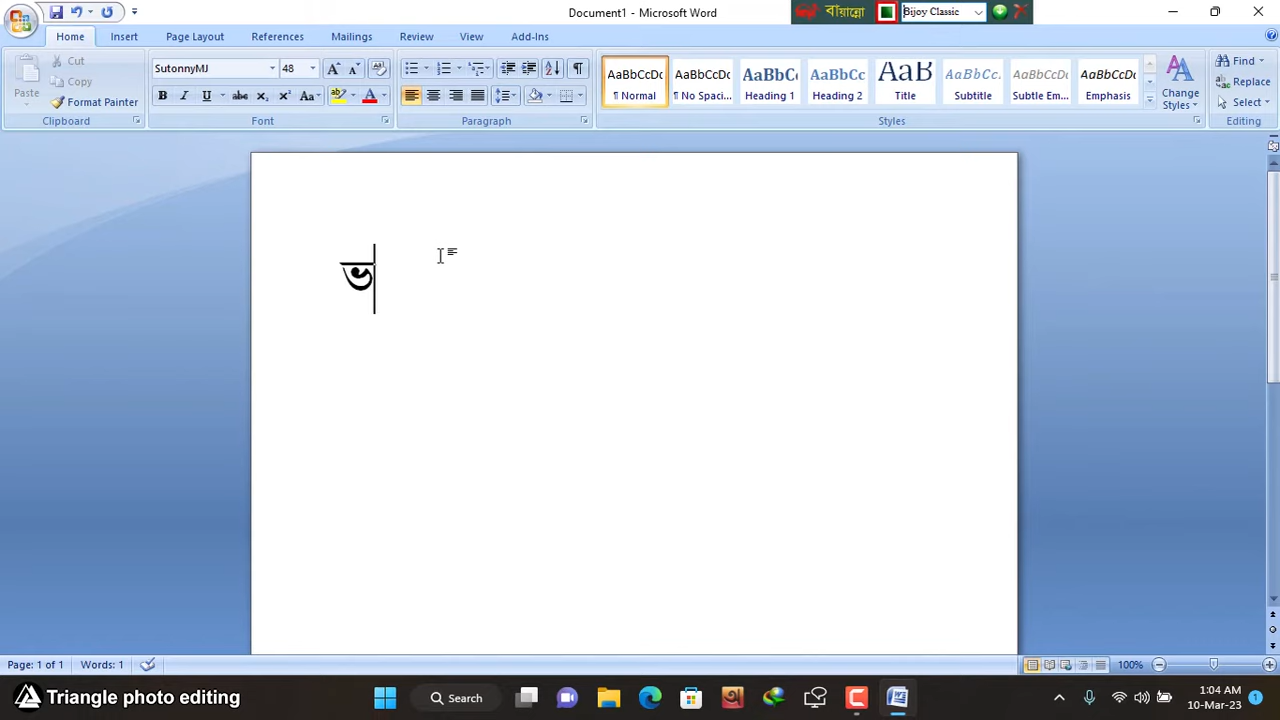 Document1 - Microsoft Word
বায়ান্নো
Bijoy Classic
Home
Insert
Page Layout
References
Mailings
Review
View
Add-Ins
Paste
Cut
Copy
Format Painter
Clipboard
SutonnyMJ
48
Font
Paragraph
AaBbCcDc
¶ Normal
AaBbCcDc
¶ No Spaci...
AaBbCc
Heading 1
AaBbCc
Heading 2
AaB
Title
AaBbCc.
Subtitle
AaBbCcDc
Subtle Em...
AaBbCcDc
Emphasis
Change
Styles
Styles
Find
Replace
Select
Editing
Page: 1 of 1
Words: 1
100%
Triangle photo editing
Search
1:04 AM
10-Mar-23